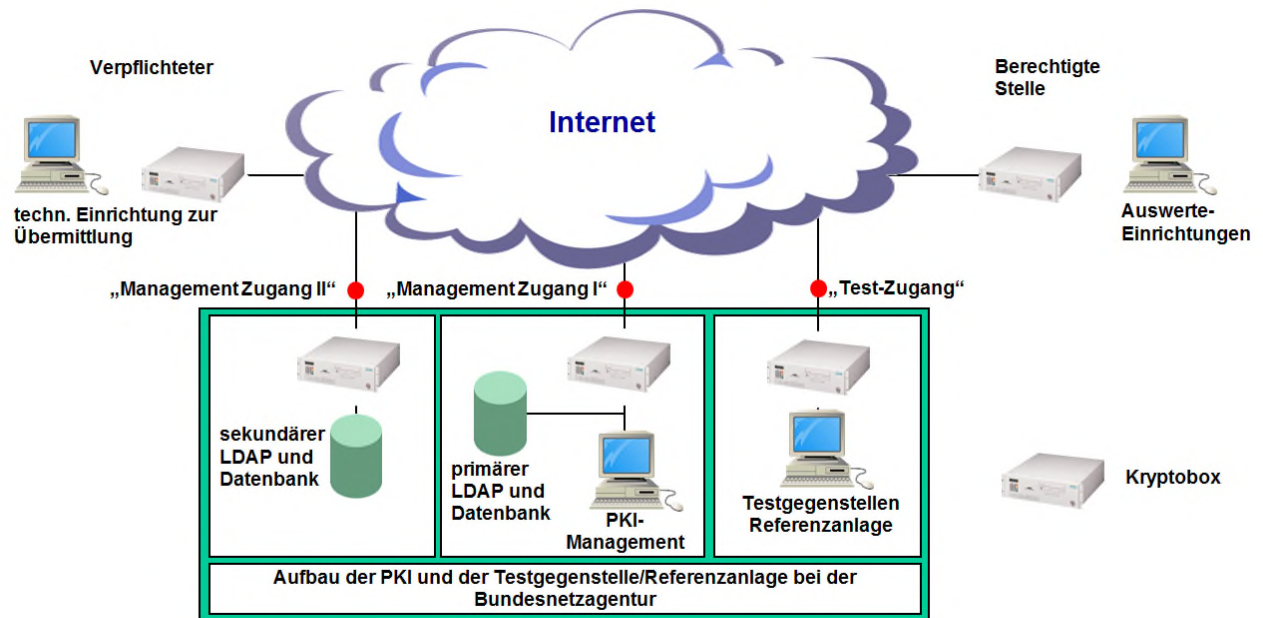 Verpflichteter
Internet
Berechtigte
Stelle
techn. Einrichtung zur
Übermittlung
Auswerte-
Einrichtungen
„Management Zugang II“
„Management Zugang I“
„Test-Zugang“
sekundärer
LDAP und
Datenbank
primärer
LDAP und
Datenbank
PKI-
Management
Testgegenstellen
Referenzanlage
Kryptobox
Aufbau der PKI und der Testgegenstelle/Referenzanlage bei der
Bundesnetzagentur